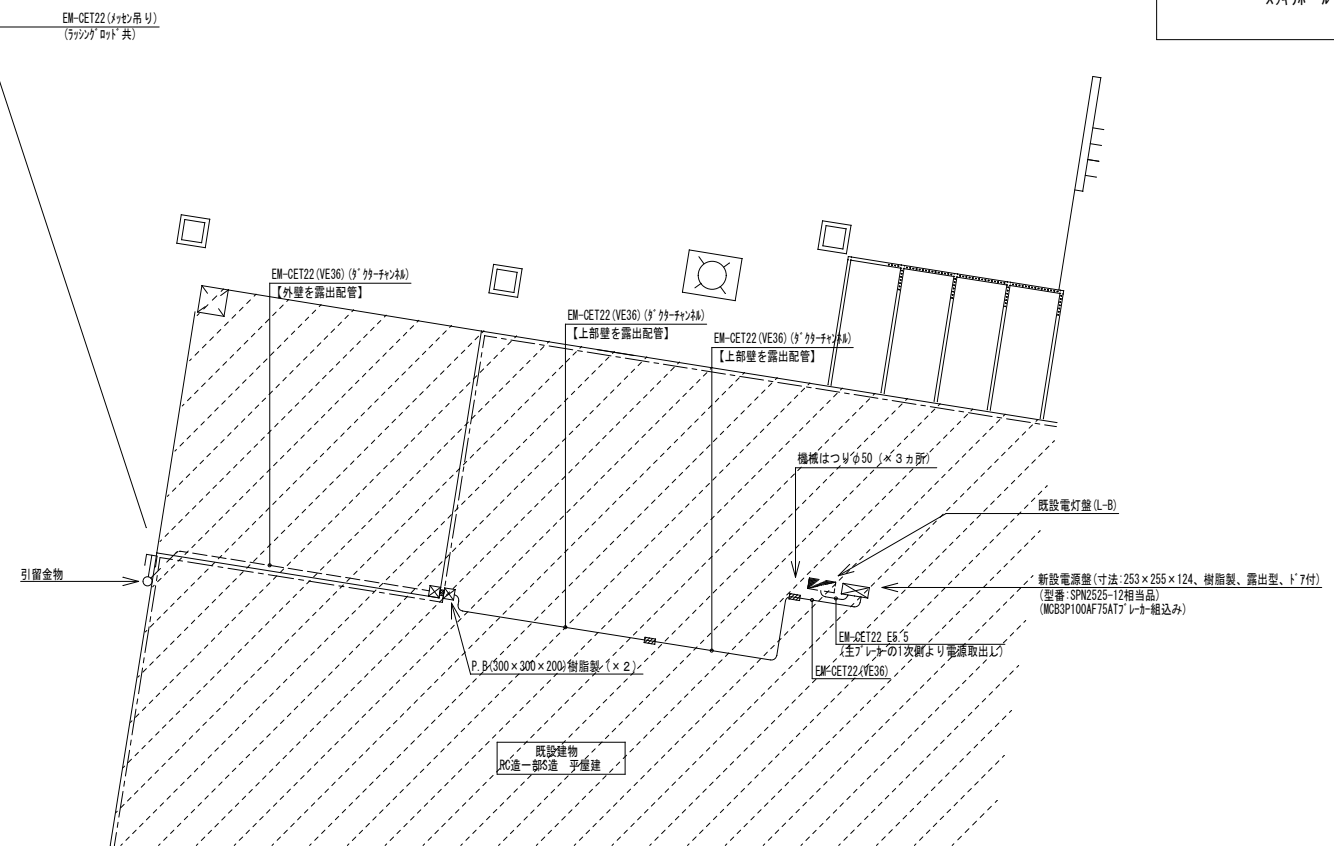 EM-CET22(ﾒｯｾﾝ吊り)
(ﾗｯｼﾝｸﾞﾛｯﾄﾞ共)
EM-CET22(VE36)(ﾀﾞｸﾀｰﾁｬﾝﾈﾙ)
【外壁を露出配管】
EM-CET22(VE36)(ﾀﾞｸﾀｰﾁｬﾝﾈﾙ)
【上部壁を露出配管】
EM-CET22(VE36)(ﾀﾞｸﾀｰﾁｬﾝﾈﾙ)
【上部壁を露出配管】
機械はつりφ50（×３ヵ所）
既設電灯盤(L-B)
引留金物
新設電源盤(寸法:253×255×124、樹脂製、露出型、ﾄﾞｱ付)
(型番:SPN2525-12相当品)
(MCB3P100AF75ATﾌﾞﾚｰｶｰ組込み)
EM-CET22 E5.5
(主ﾌﾞﾚｰｶｰの1次側より電源取出し)
EM-CET22(VE36)
P.B(300×300×200)樹脂製（×２）
既設建物
RC造一部S造　平屋建